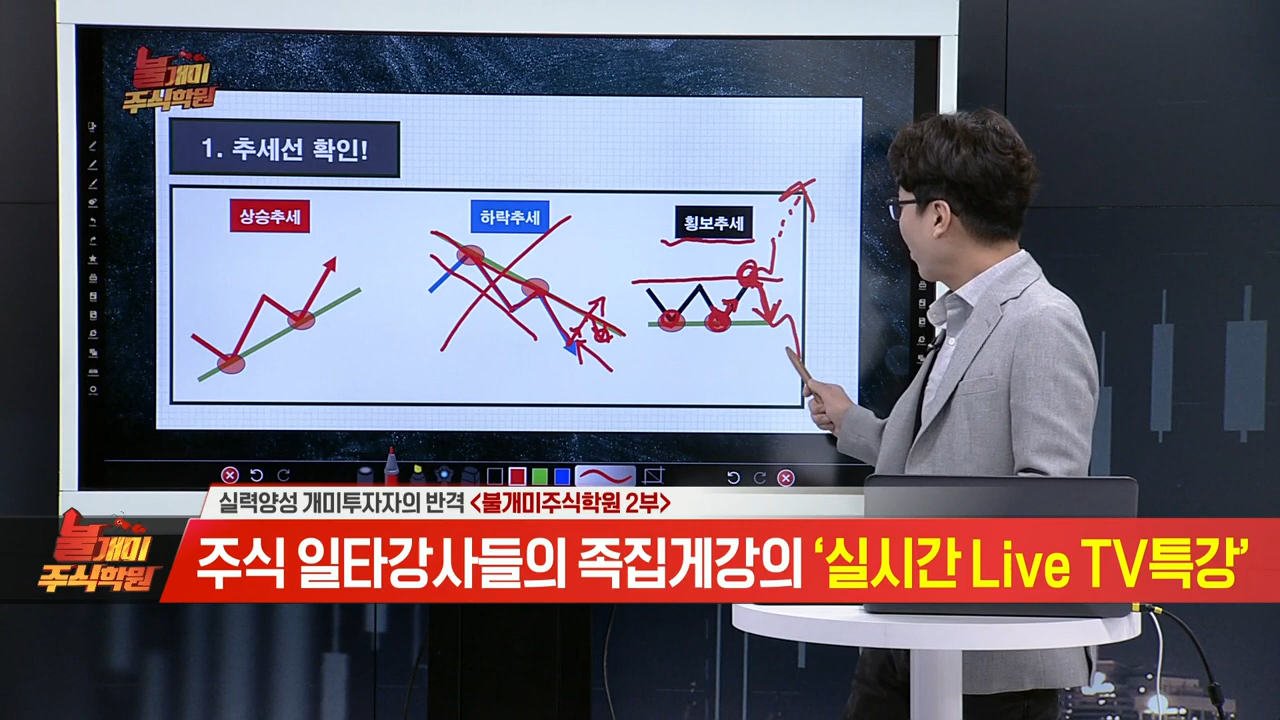 불개미
주식학원
1. 추세선 확인!
상승추세
하락추세
횡보추세
실력양성 개미투자자의 반격 <불개미주식학원 2부>
불개미
주식학원
주식 일타강사들의 족집게강의 ‘실시간 Live TV특강’